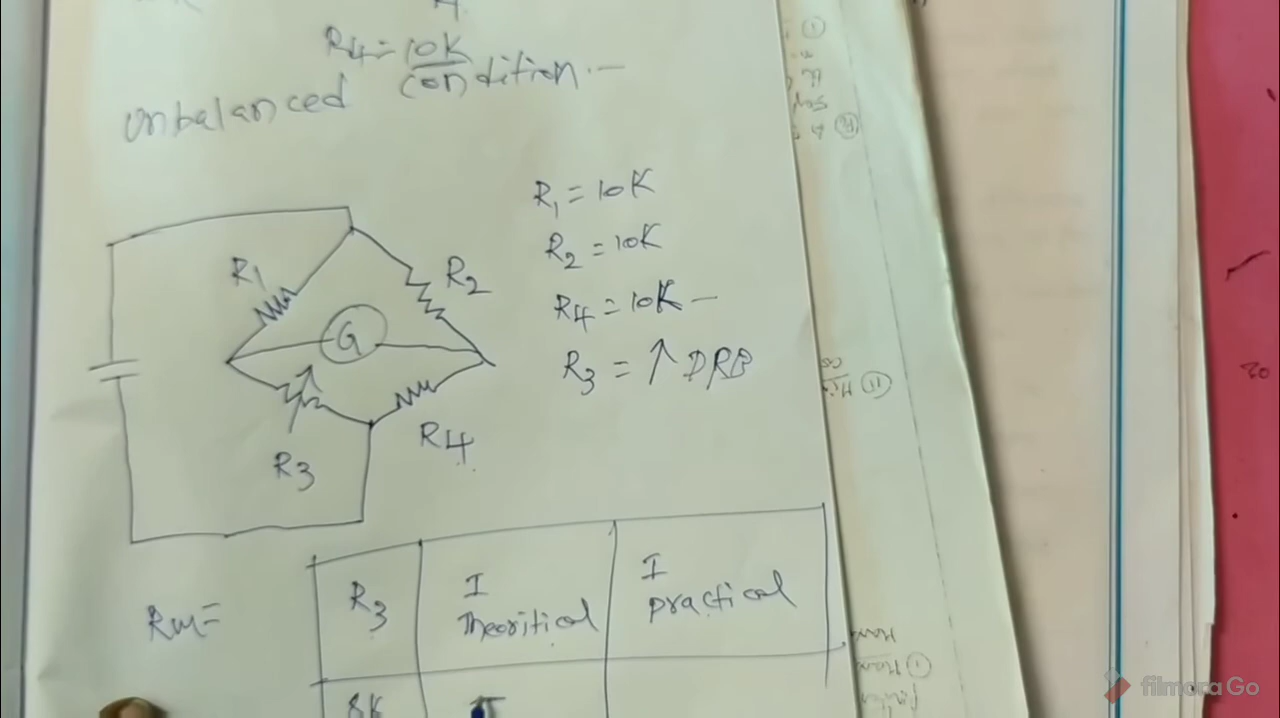 R4 = 10K
Unbalanced condition:-
R1 = 10K
R2 = 10K
R4 = 10K -
R3 = ↑ DRB
R1
R2
G
R3
R4
Rm =
R3
I
Theoritical
I
practical
8K
filmora Go